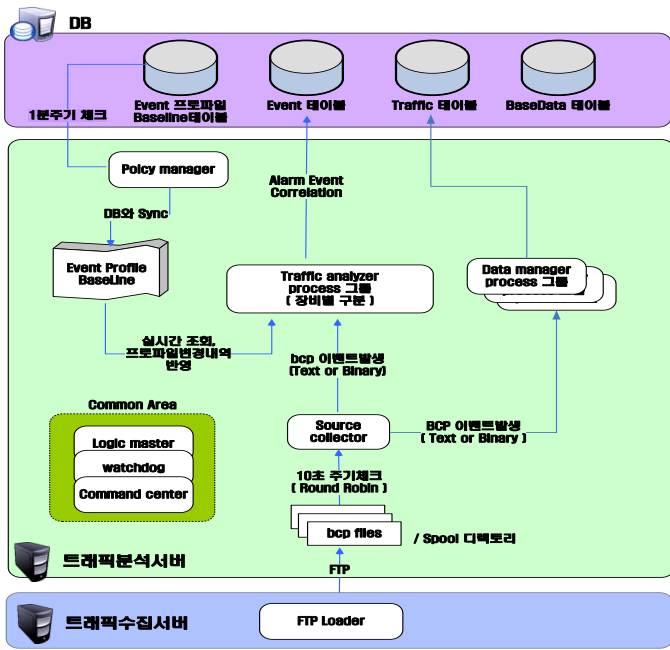 DB
Event 프로파일
Baseline테이블
Event 테이블
Traffic 테이블
BaseData 테이블
1분주기 체크
Policy manager
Alarm Event
Correlation
DB와 Sync
Event Profile
BaseLine
Traffic analyzer
process 그룹
( 장비별 구분 )
Data manager
process 그룹
실시간 조회,
프로파일변경내역
반영
bcp 이벤트발생
(Text or Binary)
Common Area
Logic master
watchdog
Command center
Source
collector
BCP 이벤트발생
( Text or Binary )
10초 주기체크
( Round Robin )
bcp files
/ Spool 디렉토리
트래픽분석서버
FTP
트래픽수집서버
FTP Loader